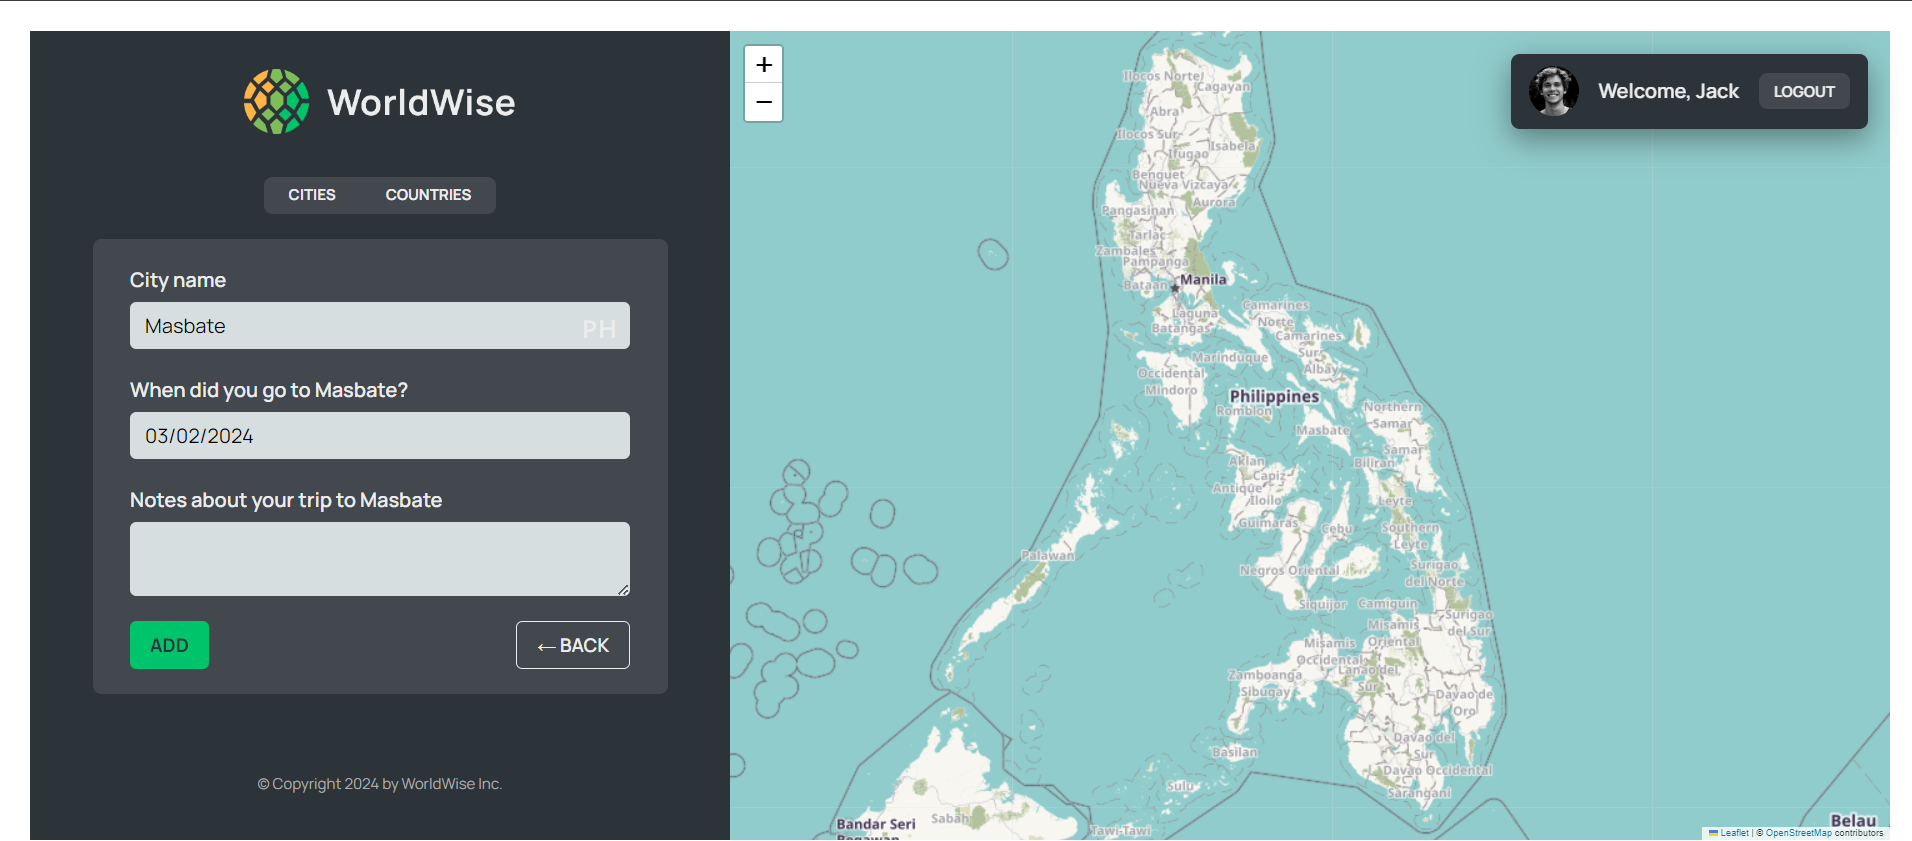 WorldWise
CITIES
COUNTRIES
City name
Masbate
PH
When did you go to Masbate?
03/02/2024
Notes about your trip to Masbate
ADD
← BACK
© Copyright 2024 by WorldWise Inc.
+
−
Welcome, Jack
LOGOUT
Ilocos Norte
Cagayan
Abra
Ilocos Sur
Isabela
Ifugao
Benguet
Nueva Vizcaya
Aurora
Pangasinan
Tarlac
Zambales
Pampanga
Manila
Bataan
Camarines
Norte
Laguna
Batangas
Camarines
Sur
Marinduque
Albay
Occidental
Mindoro
Philippines
Romblon
Northern
Samar
Masbate
Samar
Aklan
Biliran
Capiz
Antique
Iloilo
Leyte
Guimaras
Cebu
Southern
Leyte
Palawan
Negros Oriental
Surigao
del Norte
Siquijor
Camiguin
Surigao
del Sur
Misamis
Oriental
Misamis
Occidental
Lanao del
Sur
Zamboanga
Sibugay
Davao de
Oro
Davao del
Sur
Basilan
Davao Occidental
Sarangani
Sulu
Sabah
Bandar Seri
Begawan
Tawi-Tawi
Belau
Leaflet | © OpenStreetMap contributors